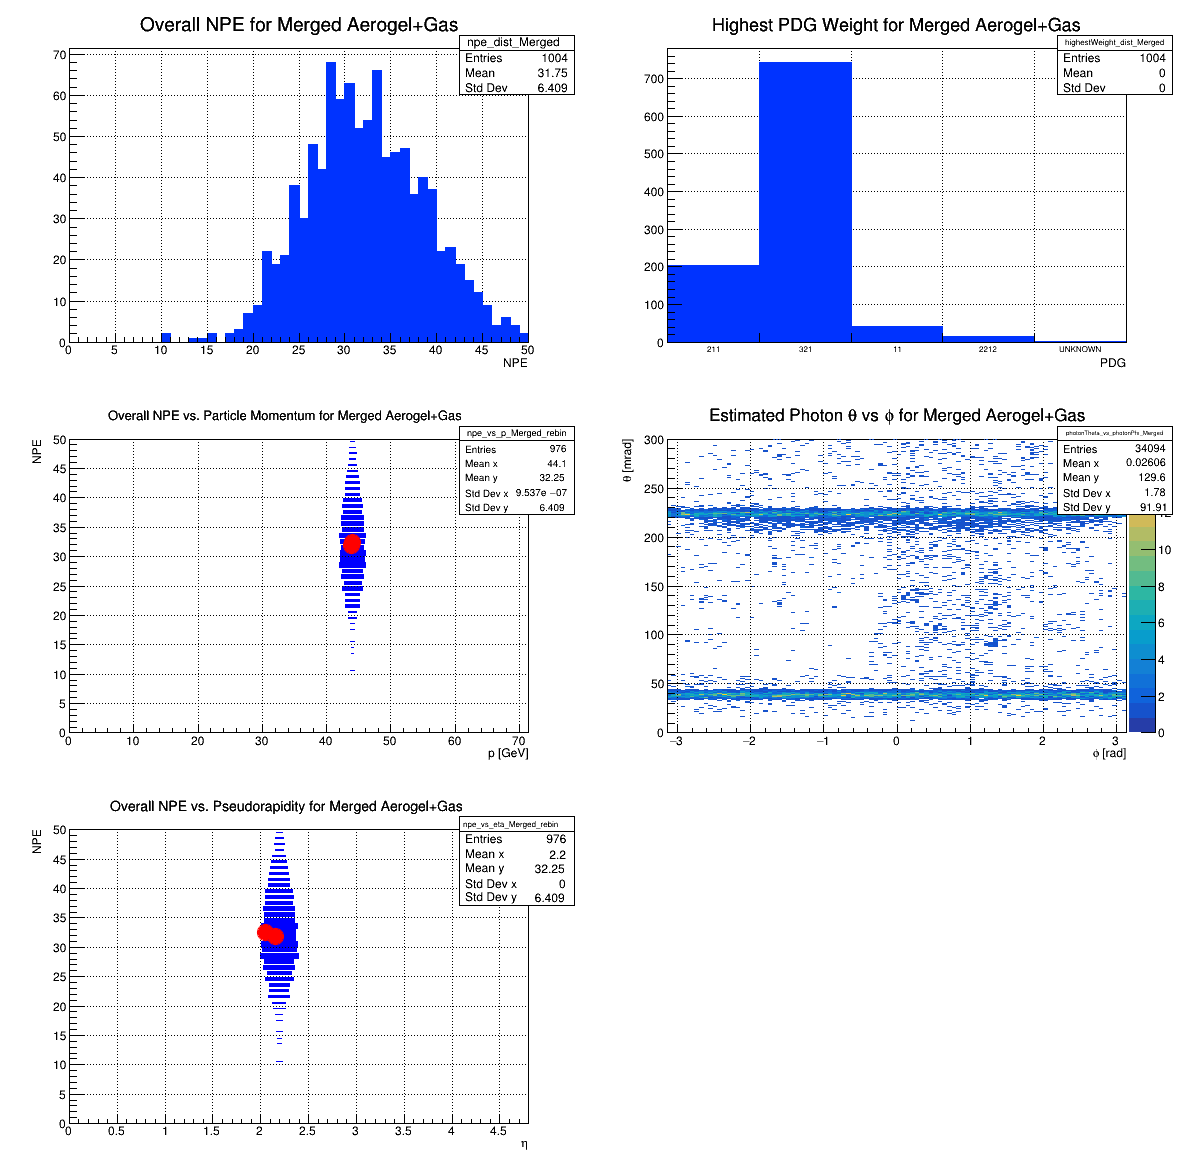 Overall NPE for Merged Aerogel+Gas
npe_dist_Merged
Entries 1004
Mean 31.75
Std Dev 6.409
70
60
50
40
30
20
10
0
0 5 10 15 20 25 30 35 40 45 50
NPE
Highest PDG Weight for Merged Aerogel+Gas
highestWeight_dist_Merged
Entries 1004
Mean 0
Std Dev 0
700
600
500
400
300
200
100
0
211 321 11 2212 UNKNOWN
PDG
Overall NPE vs. Particle Momentum for Merged Aerogel+Gas
npe_vs_p_Merged_rebin
Entries 976
Mean x 44.1
Mean y 32.25
Std Dev x 9.537e −07
Std Dev y 6.409
NPE
50
45
40
35
30
25
20
15
10
5
0
0 10 20 30 40 50 60 70
p [GeV]
Estimated Photon θ vs ϕ for Merged Aerogel+Gas
photonTheta_vs_photonPhi_Merged
Entries 34094
Mean x 0.02606
Mean y 129.6
Std Dev x 1.78
Std Dev y 91.91
θ [mrad]
300
250
200
150
100
50
0
−3 −2 −1 0 1 2 3
ϕ [rad]
12
10
8
6
4
2
0
Overall NPE vs. Pseudorapidity for Merged Aerogel+Gas
npe_vs_eta_Merged_rebin
Entries 976
Mean x 2.2
Mean y 32.25
Std Dev x 0
Std Dev y 6.409
NPE
50
45
40
35
30
25
20
15
10
5
0
0 0.5 1 1.5 2 2.5 3 3.5 4 4.5
η